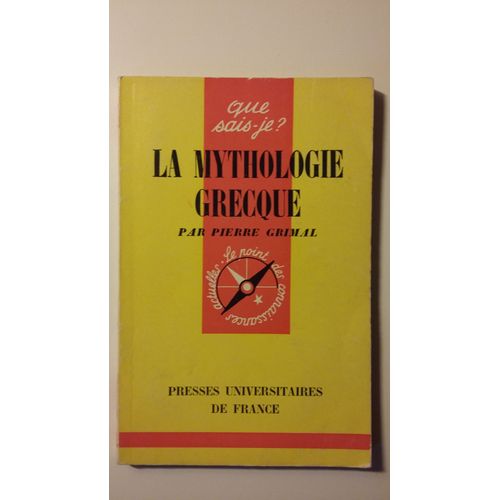 que
sais-je?
LA MYTHOLOGIE
GRECQUE
PAR PIERRE GRIMAL
Le point des connaissances actuelles.
PRESSES UNIVERSITAIRES
DE FRANCE